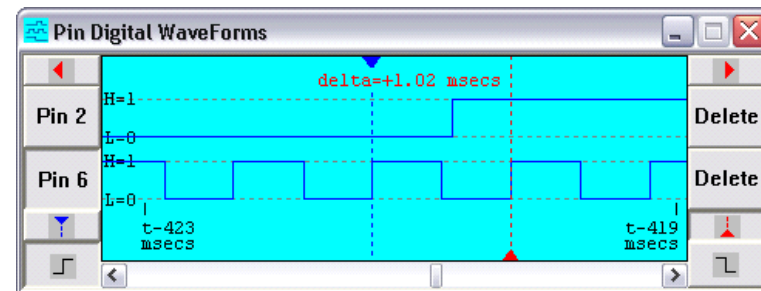 Pin Digital WaveForms
delta=+1.02 msecs
H=1
Pin 2
Delete
L=0
H=1
Pin 6
Delete
L=0
t-423
msecs
t-419
msecs